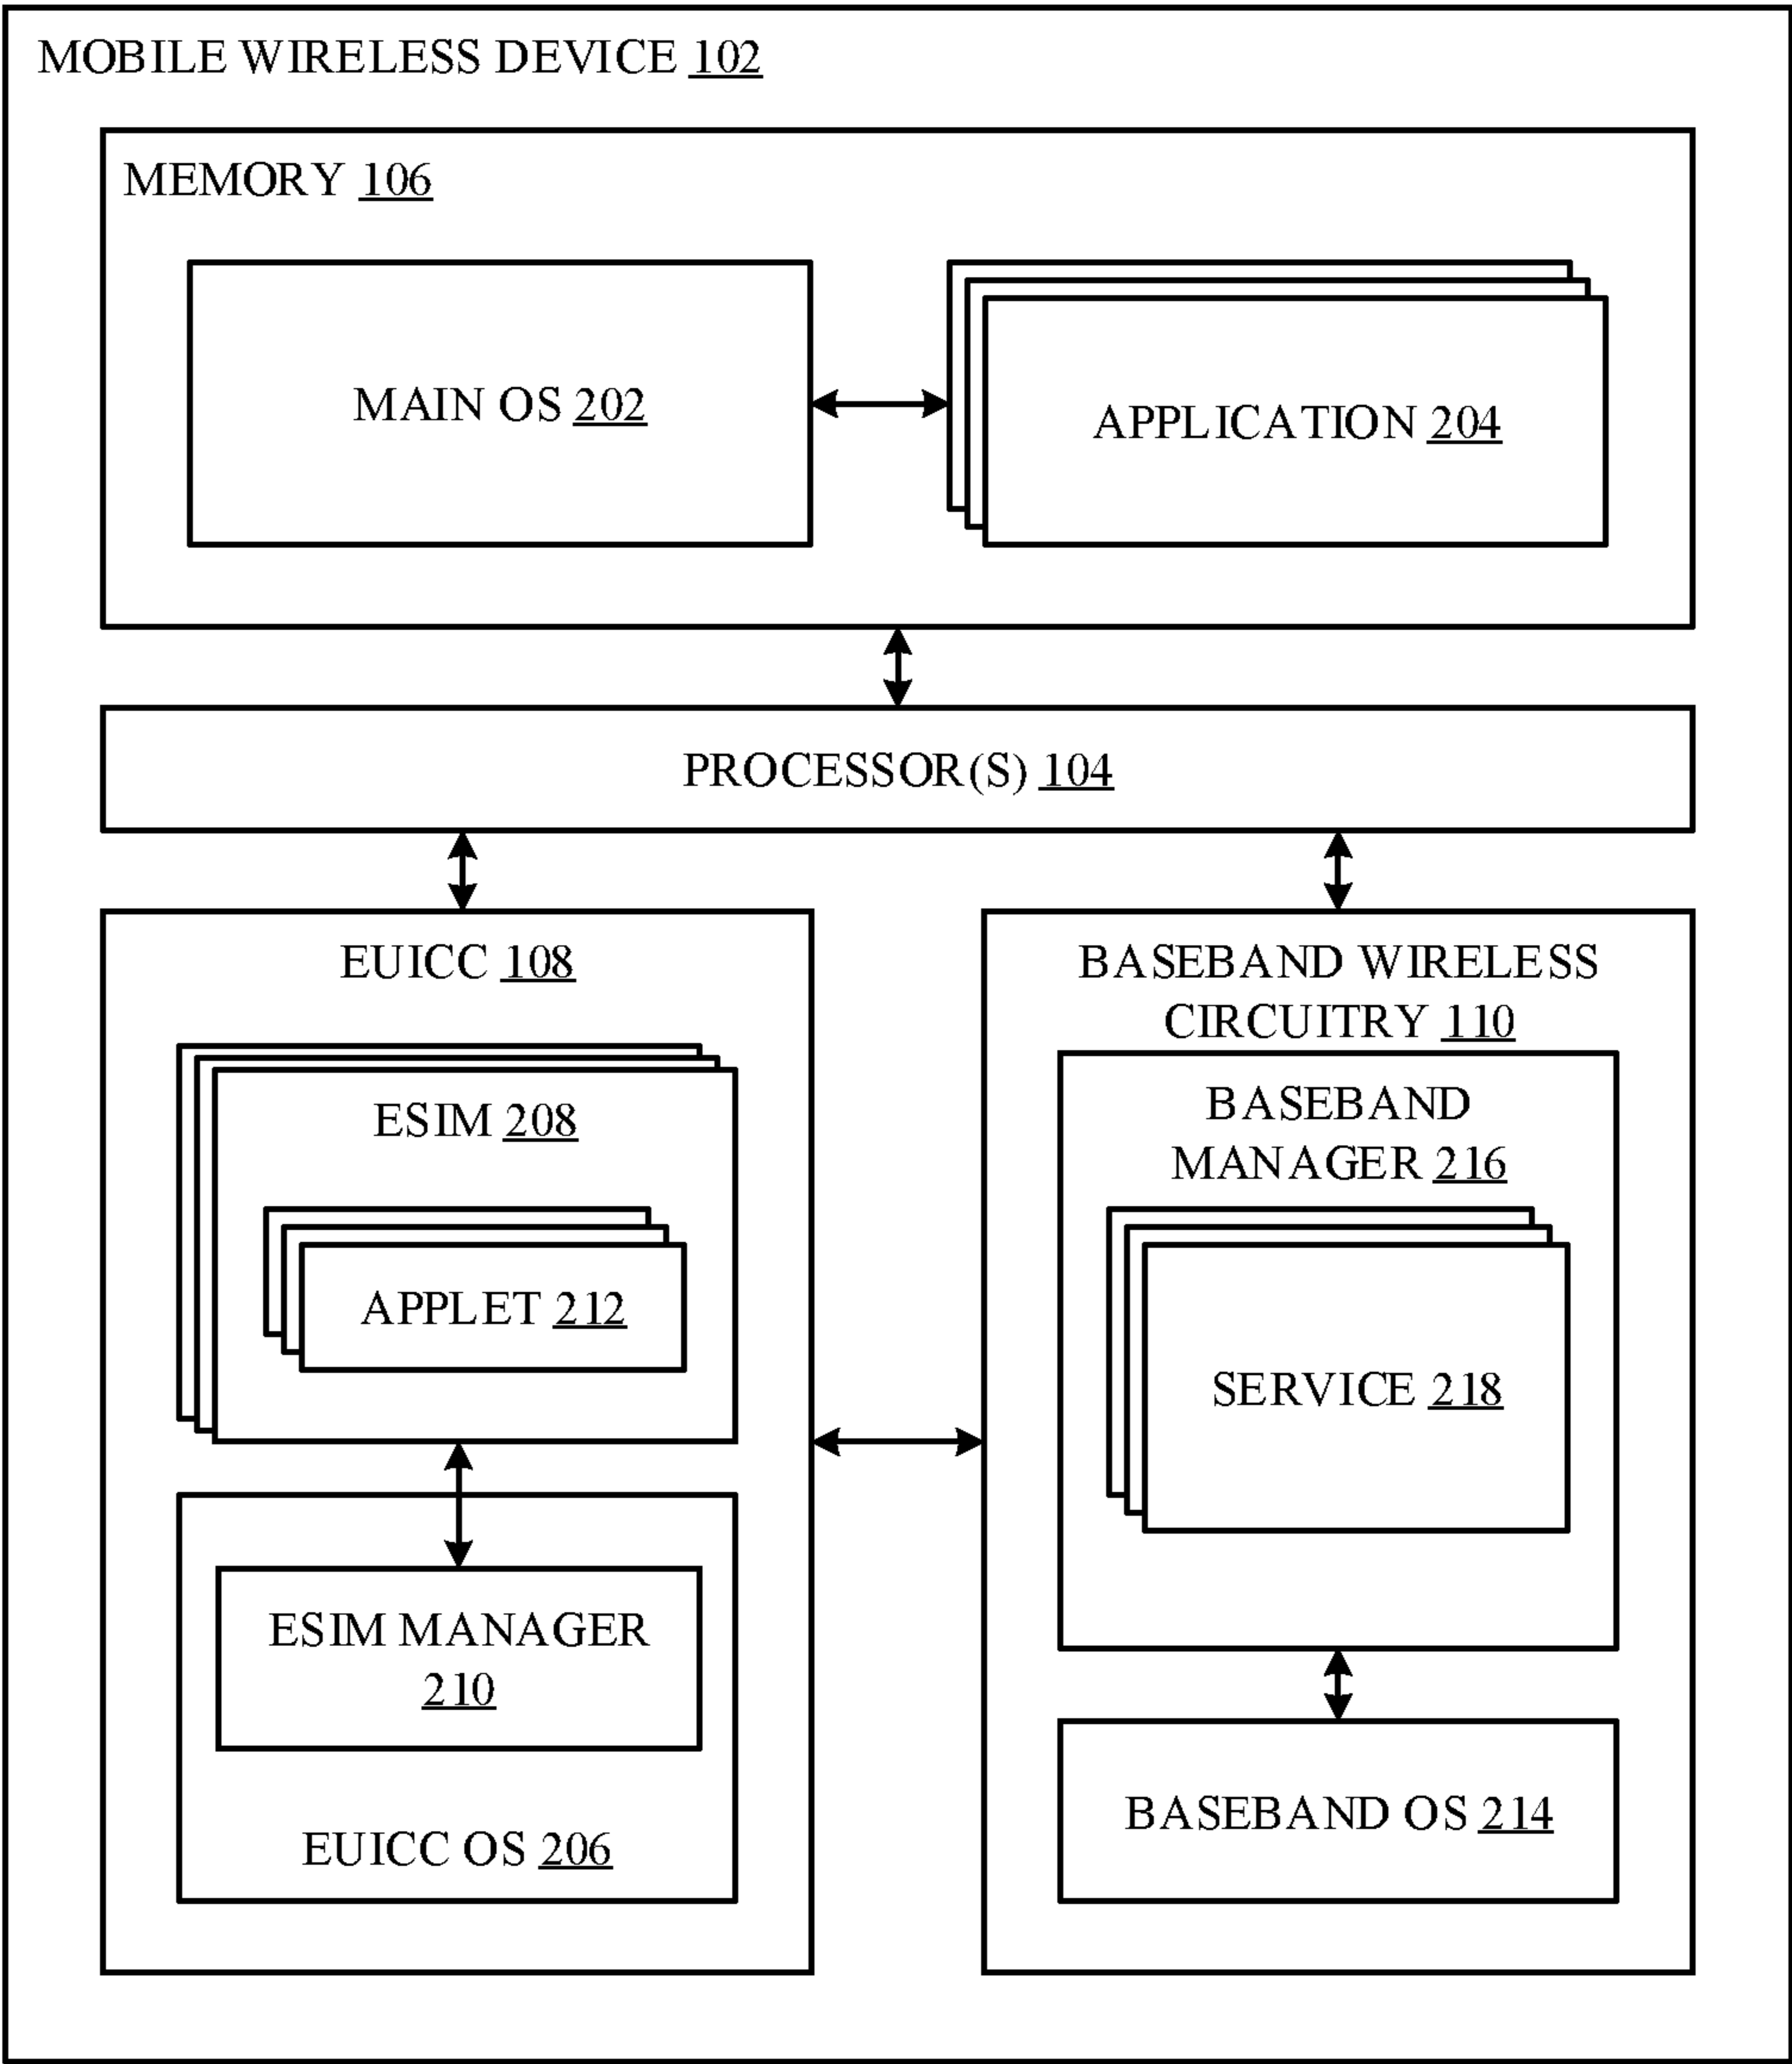 MOBILE WIRELESS DEVICE 102
MEMORY 106
MAIN OS 202
APPLICATION 204
PROCESSOR(S) 104
EUICC 108
ESIM 208
APPLET 212
ESIM MANAGER
210
EUICC OS 206
BASEBAND WIRELESS
CIRCUITRY 110
BASEBAND
MANAGER 216
SERVICE 218
BASEBAND OS 214